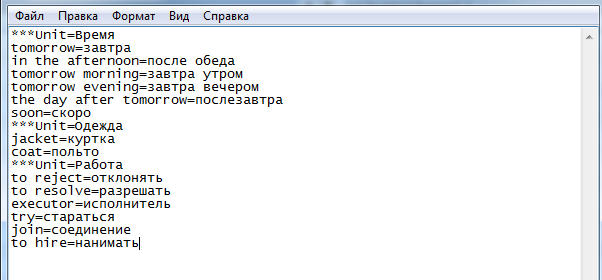 Файл Правка Формат Вид Справка
***Unit=Время
tomorrow=завтра
in the afternoon=после обеда
tomorrow morning=завтра утром
tomorrow evening=завтра вечером
the day after tomorrow=послезавтра
soon=скоро
***Unit=Одежда
jacket=куртка
coat=польто
***Unit=Работа
to reject=отклонять
to resolve=разрешать
executor=исполнитель
try=стараться
join=соединение
to hire=нанимать